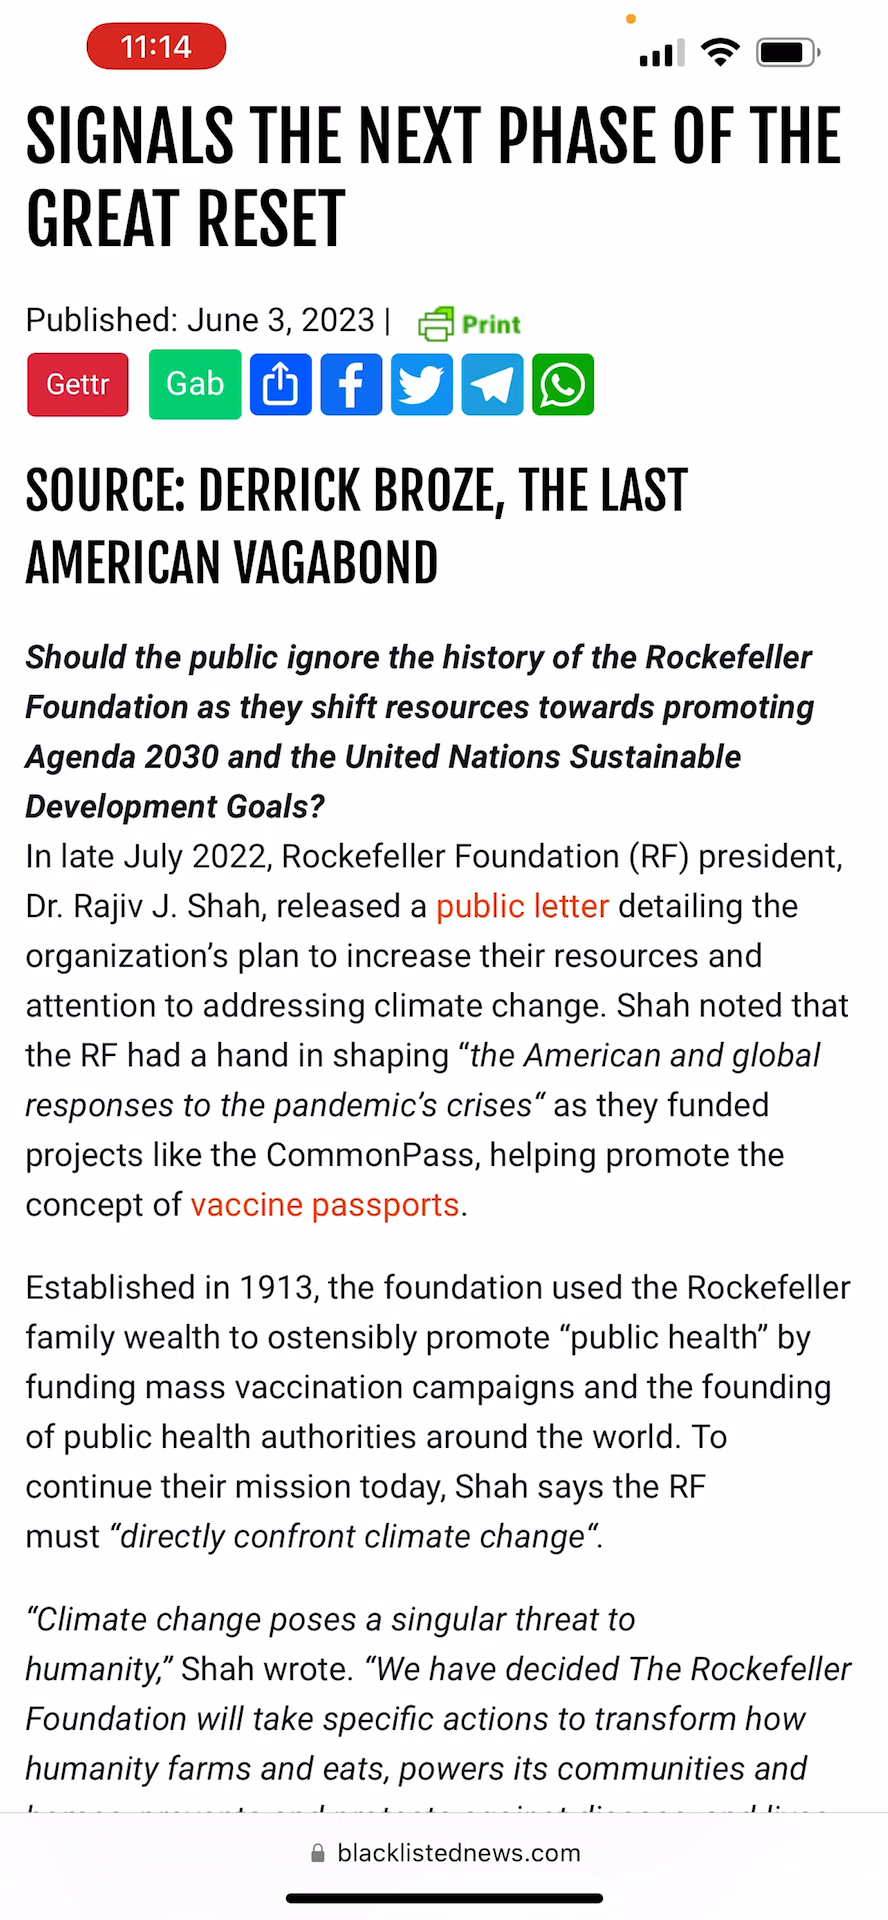 11:14
SIGNALS THE NEXT PHASE OF THE
GREAT RESET
Published: June 3, 2023 | Print
Gettr Gab
SOURCE: DERRICK BROZE, THE LAST
AMERICAN VAGABOND
Should the public ignore the history of the Rockefeller
Foundation as they shift resources towards promoting
Agenda 2030 and the United Nations Sustainable
Development Goals?
In late July 2022, Rockefeller Foundation (RF) president,
Dr. Rajiv J. Shah, released a public letter detailing the
organization’s plan to increase their resources and
attention to addressing climate change. Shah noted that
the RF had a hand in shaping “the American and global
responses to the pandemic’s crises“ as they funded
projects like the CommonPass, helping promote the
concept of vaccine passports.
Established in 1913, the foundation used the Rockefeller
family wealth to ostensibly promote “public health” by
funding mass vaccination campaigns and the founding
of public health authorities around the world. To
continue their mission today, Shah says the RF
must “directly confront climate change“.
“Climate change poses a singular threat to
humanity,” Shah wrote. “We have decided The Rockefeller
Foundation will take specific actions to transform how
humanity farms and eats, powers its communities and
blacklistednews.com